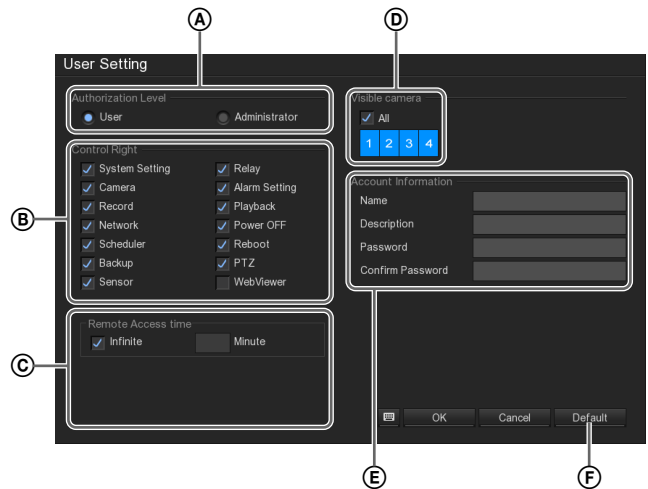 A
D
User Setting
Authorization Level
User
Administrator
Visible camera
All
1 2 3 4
Control Right
System Setting
Relay
Camera
Alarm Setting
Record
Playback
Network
Power OFF
Scheduler
Reboot
Backup
PTZ
Sensor
WebViewer
B
Account Information
Name
Description
Password
Confirm Password
Remote Access time
Infinite
Minute
C
OK
Cancel
Default
E
F